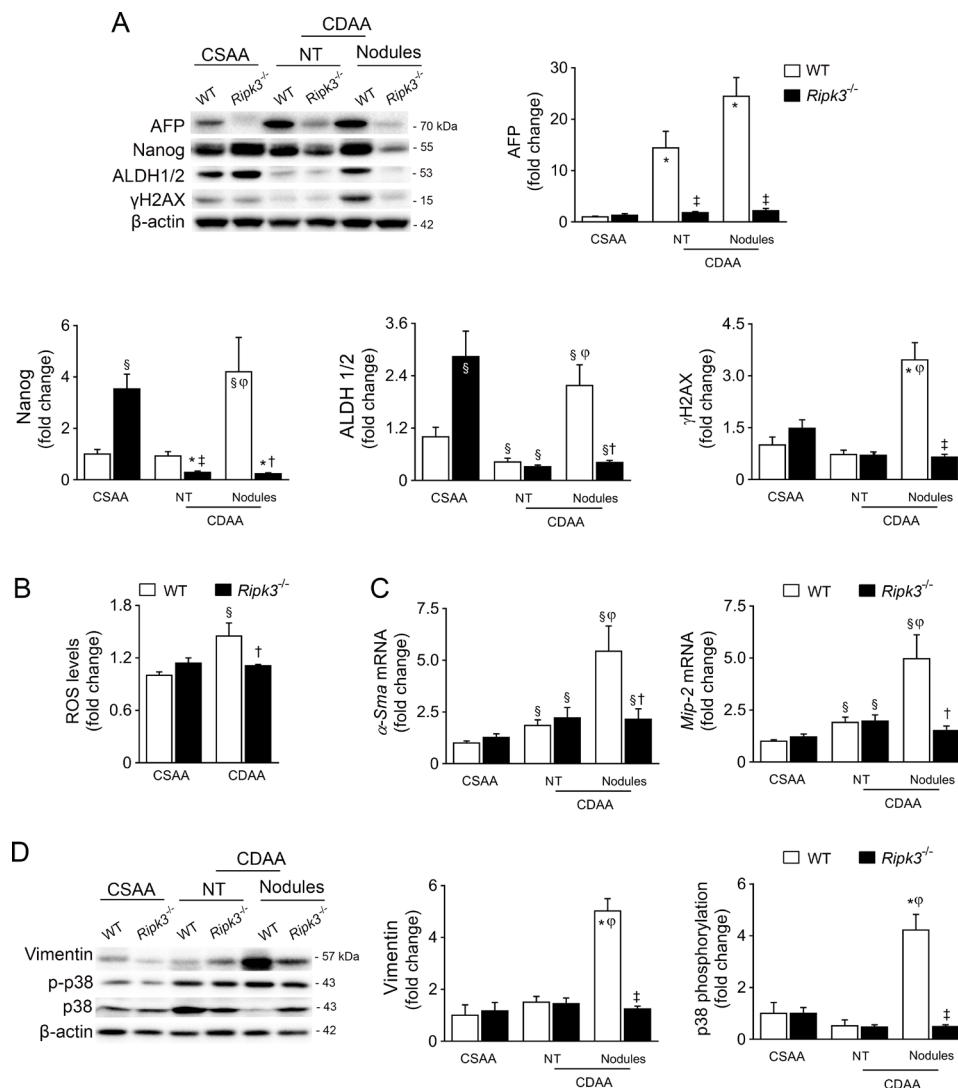 A
CDAA
CSAA NT Nodules
WT Ripk3-/- WT Ripk3-/- WT Ripk3-/-
AFP - 70 kDa
Nanog - 55
ALDH1/2 - 53
γH2AX - 15
β-actin - 42
WT
Ripk3-/-
AFP
(fold change)
30
20
10
0
* * ‡ ‡
CSAA NT Nodules
CDAA
Nanog
(fold change)
6
4
2
0
§ *‡ §φ *†
CSAA NT Nodules
CDAA
ALDH 1/2
(fold change)
3.6
2.4
1.2
0
§ § § §φ §†
CSAA NT Nodules
CDAA
γH2AX
(fold change)
4.5
3.0
1.5
0
*φ ‡
CSAA NT Nodules
CDAA
B
WT Ripk3-/-
ROS levels
(fold change)
1.8
1.2
0.6
0
§ †
CSAA CDAA
C
α-Sma mRNA
(fold change)
7.5
5.0
2.5
0
§ § §φ §†
CSAA NT Nodules
CDAA
WT Ripk3-/-
Mip-2 mRNA
(fold change)
7.5
5.0
2.5
0
§ § §φ †
CSAA NT Nodules
CDAA
D
CDAA
CSAA NT Nodules
WT Ripk3-/- WT Ripk3-/- WT Ripk3-/-
Vimentin - 57 kDa
p-p38 - 43
p38 - 43
β-actin - 42
Vimentin
(fold change)
6
4
2
0
*φ ‡
CSAA NT Nodules
CDAA
WT Ripk3-/-
p38 phosphorylation
(fold change)
6
4
2
0
*φ ‡
CSAA NT Nodules
CDAA